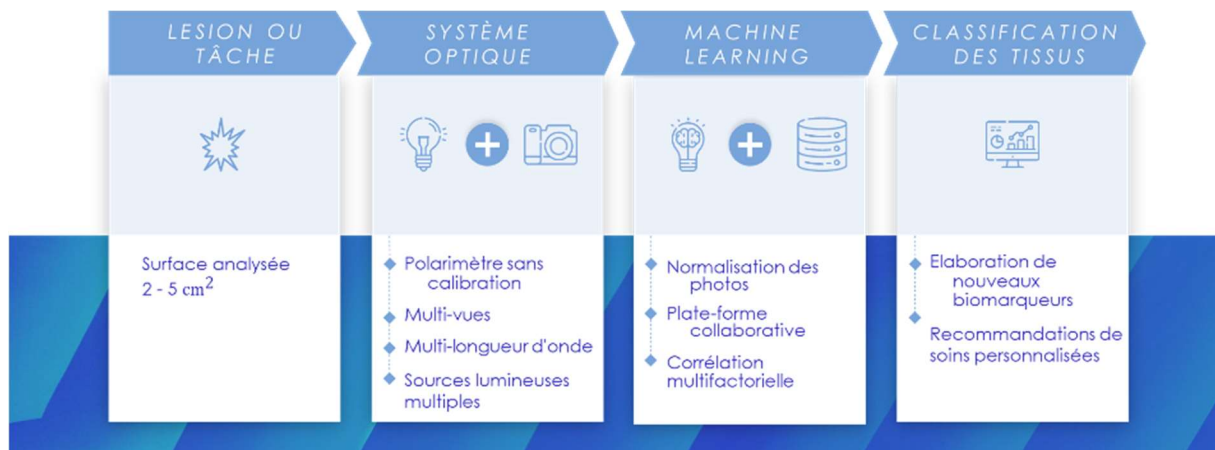 LESION OU
TÂCHE
Surface analysée
2 - 5 cm²
SYSTÈME
OPTIQUE
Polarimètre sans
calibration
Multi-vues
Multi-longueur d'onde
Sources lumineuses
multiples
MACHINE
LEARNING
Normalisation des
photos
Plate-forme
collaborative
Corrélation
multifactorielle
CLASSIFICATION
DES TISSUS
Elaboration de
nouveaux
biomarqueurs
Recommandations de
soins personnalisées